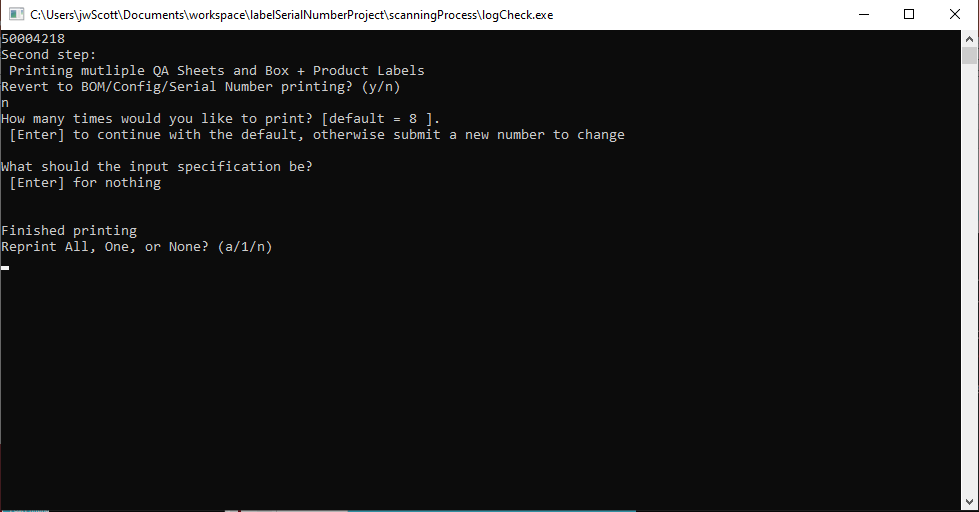 C:\Users\jwScott\Documents\workspace\labelSerialNumberProject\scanningProcess\logCheck.exe
50004218
Second step:
Printing mutliple QA Sheets and Box + Product Labels
Revert to BOM/Config/Serial Number printing? (y/n)
n
How many times would you like to print? [default = 8 ].
[Enter] to continue with the default, otherwise submit a new number to change
What should the input specification be?
[Enter] for nothing
Finished printing
Reprint All, One, or None? (a/1/n)